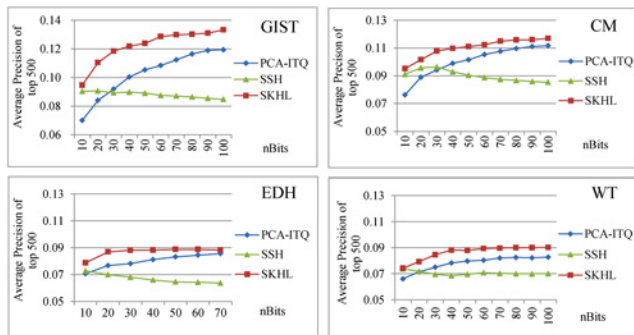 GIST
Average Precision of
top 500
0.14
0.12
0.10
0.08
0.06
10 20 30 40 50 60 70 80 90 100
nBits
PCA-ITQ
SSH
SKHL
CM
Average Precision of
top 500
0.13
0.11
0.09
0.07
0.05
10 20 30 40 50 60 70 80 90 100
nBits
PCA-ITQ
SSH
SKHL
EDH
Average Precision of
top 500
0.13
0.11
0.09
0.07
0.05
10 20 30 40 50 60 70
nBits
PCA-ITQ
SSH
SKHL
WT
Average Precision of
top 500
0.13
0.11
0.09
0.07
0.05
10 20 30 40 50 60 70 80 90 100
nBits
PCA-ITQ
SSH
SKHL